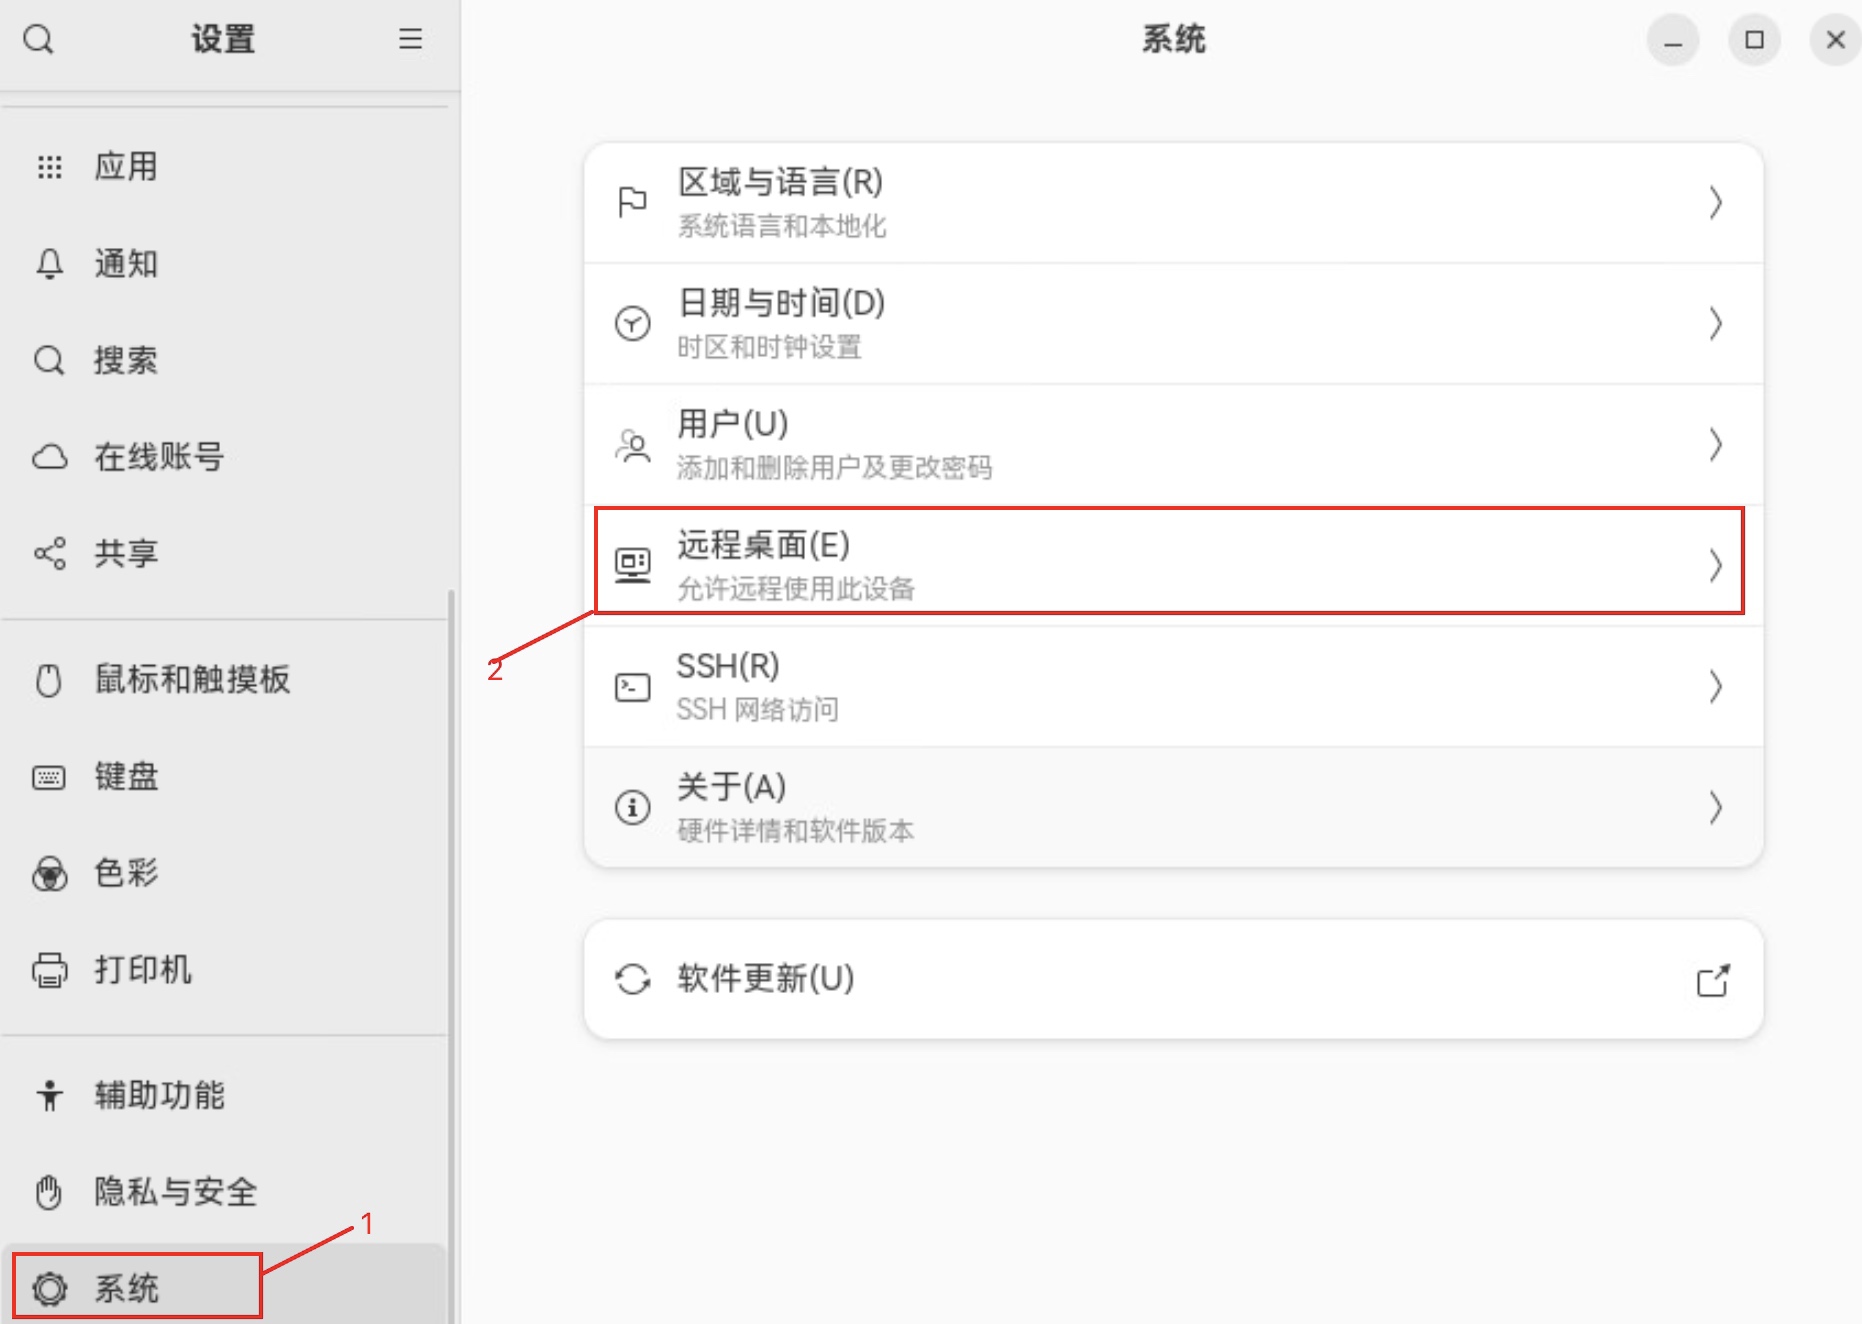 设置
系统
应用
通知
搜索
在线账号
共享
鼠标和触摸板
键盘
色彩
打印机
辅助功能
隐私与安全
系统
1
区域与语言(R)
系统语言和本地化
日期与时间(D)
时区和时钟设置
用户(U)
添加和删除用户及更改密码
远程桌面(E)
允许远程使用此设备
2
SSH(R)
SSH 网络访问
关于(A)
硬件详情和软件版本
软件更新(U)